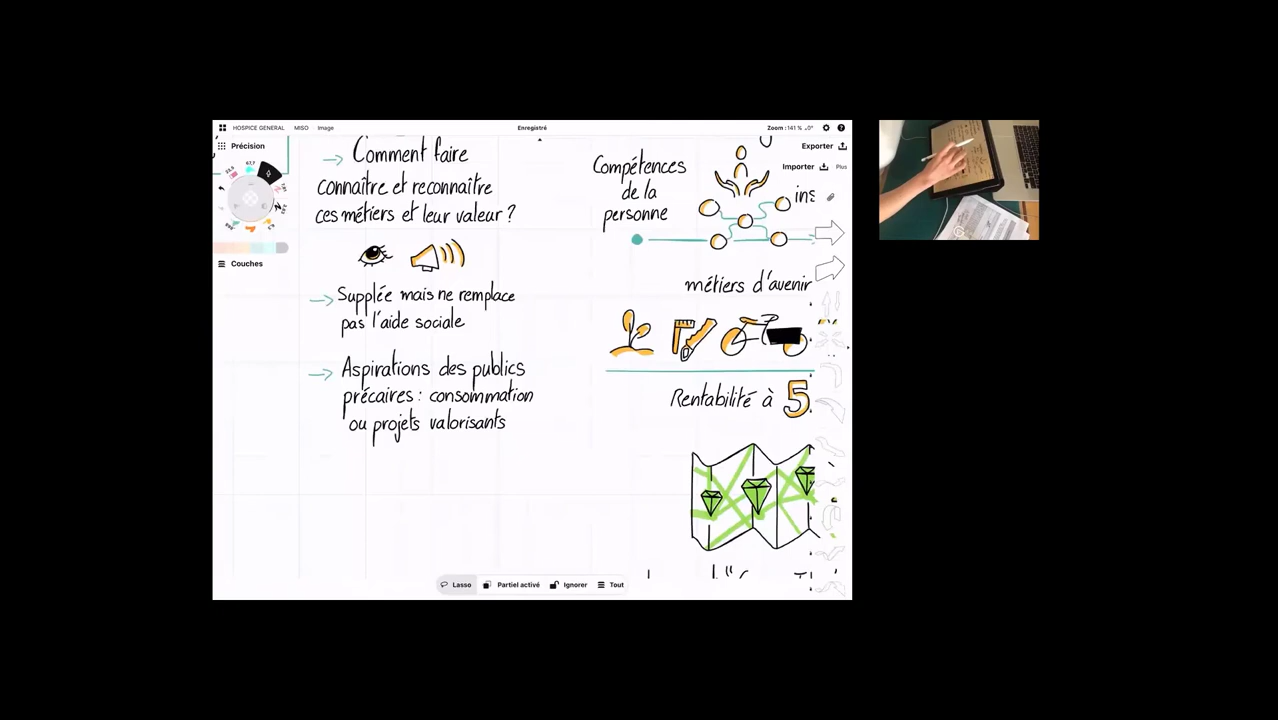 HOSPICE GENERAL MISO Image Enregistré Zoom : 141 %
Précision
Exporter
Importer Plus
Couches
→ Comment faire
connaître et reconnaître
ces métiers et leur valeur ?
→ Supplée mais ne remplace
pas l'aide sociale
→ Aspirations des publics
précaires : consommation
ou projets valorisants
Compétences
de la
personne
ins
métiers d'avenir
Rentabilité à 5
Lasso Partiel activé Ignorer Tout